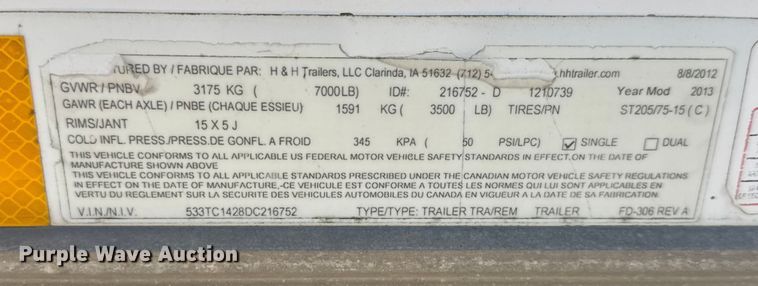 TURED BY / FABRIQUE PAR: H & H Trailers, LLC Clarinda, IA 51632 (712) 5 .hhtrailer.com 8/8/2012
GVWR / PNBV 3175 KG ( 7000LB) ID#: 216752 - D 1210739 Year Mod 2013
GAWR (EACH AXLE) / PNBE (CHAQUE ESSIEU) 1591 KG ( 3500 LB) TIRES/PN ST205/75-15 ( C )
RIMS/JANT 15 X 5 J
COLD INFL. PRESS./PRESS.DE GONFL. A FROID 345 KPA ( 50 PSI/LPC) SINGLE DUAL
THIS VEHICLE CONFORMS TO ALL APPLICABLE US FEDERAL MOTOR VEHICLE SAFETY STANDARDS IN EFFECT.ON THE DATE OF
MANUFACTURE SHOWN ABOVE
THIS VEHICLE CONFORMS TO ALL APPLICABLE STANDARDS PRESCRIBED UNDER THE CANADIAN MOTOR VEHICLE SAFETY REGULATIONS
IN EFFECT ON THE DATE OF MANUFACTURE,-CE VEHICULE EST CONFORME A TOUTES LES NORMES QUI LUI SONT APPLICABLES EN
VERTU DU REGLEMENT SUR LA SECURITE DES VEHICULES AUTOMOBILES DU CANADA EN VIGUEUR A LA DATE DE SA FABRICATION:
V.I.N./N.I.V. 533TC1428DC216752 TYPE/TYPE: TRAILER TRA/REM TRAILER FD-306 REV A
Purple Wave Auction